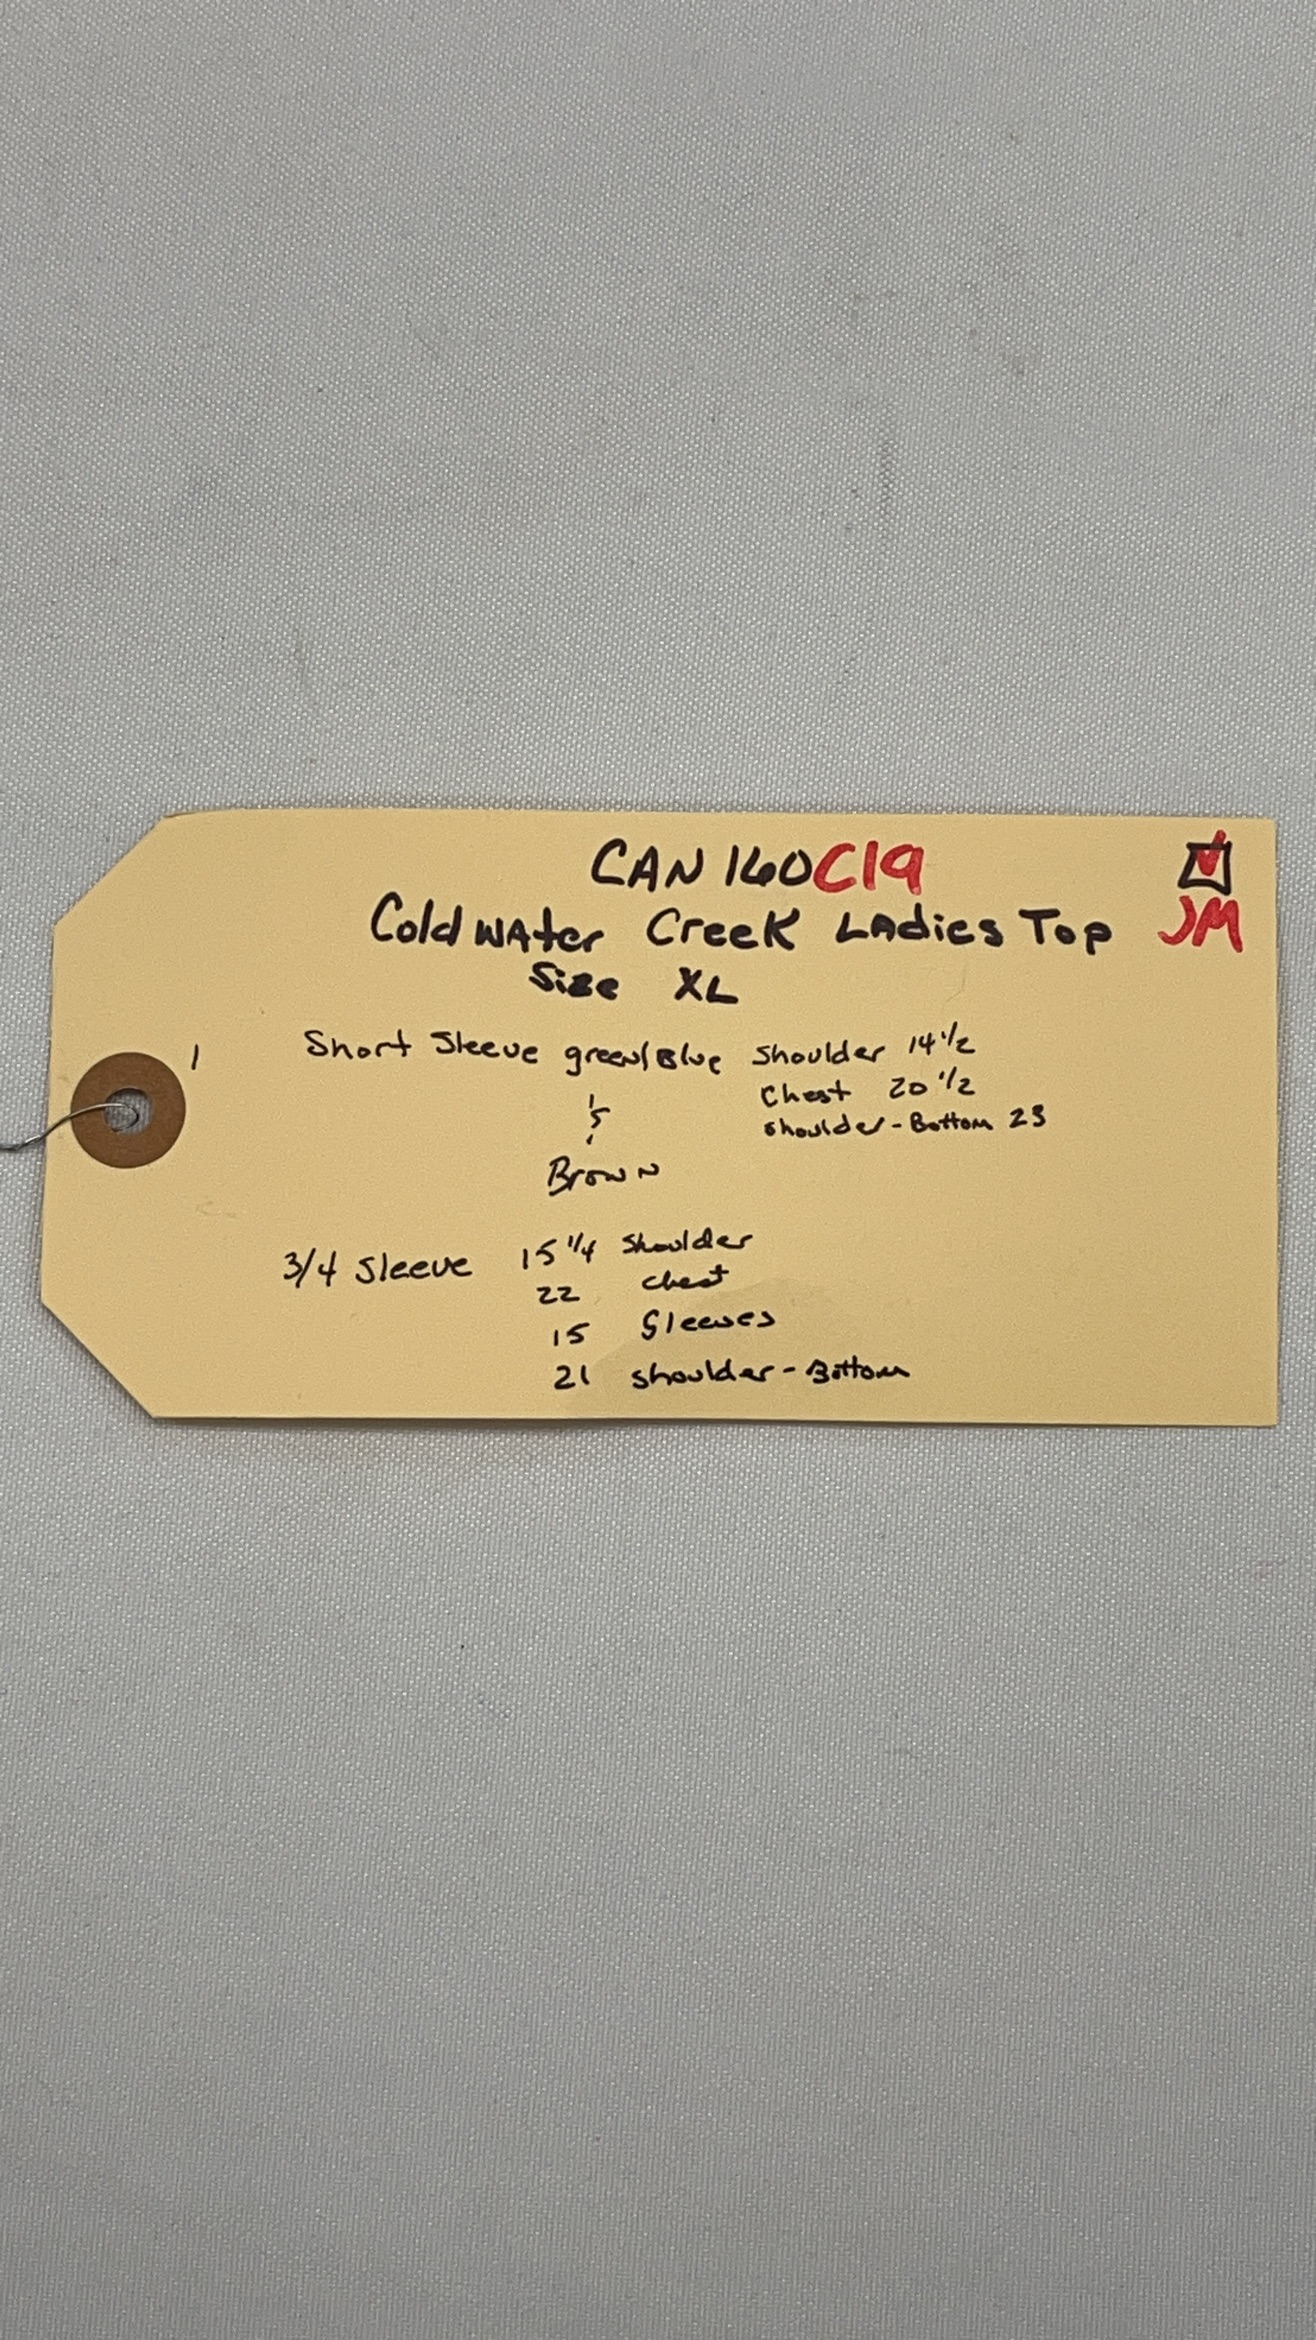 CAN 160C19
Coldwater Creek Ladies Top JM
Size XL
1 Short Sleeve green/Blue Shoulder 14 1/2
Chest 20 1/2
&
shoulder-Bottom 23
Brown
3/4 Sleeve 15 1/4 Shoulder
22 chest
15 Sleeves
21 shoulder-Bottom